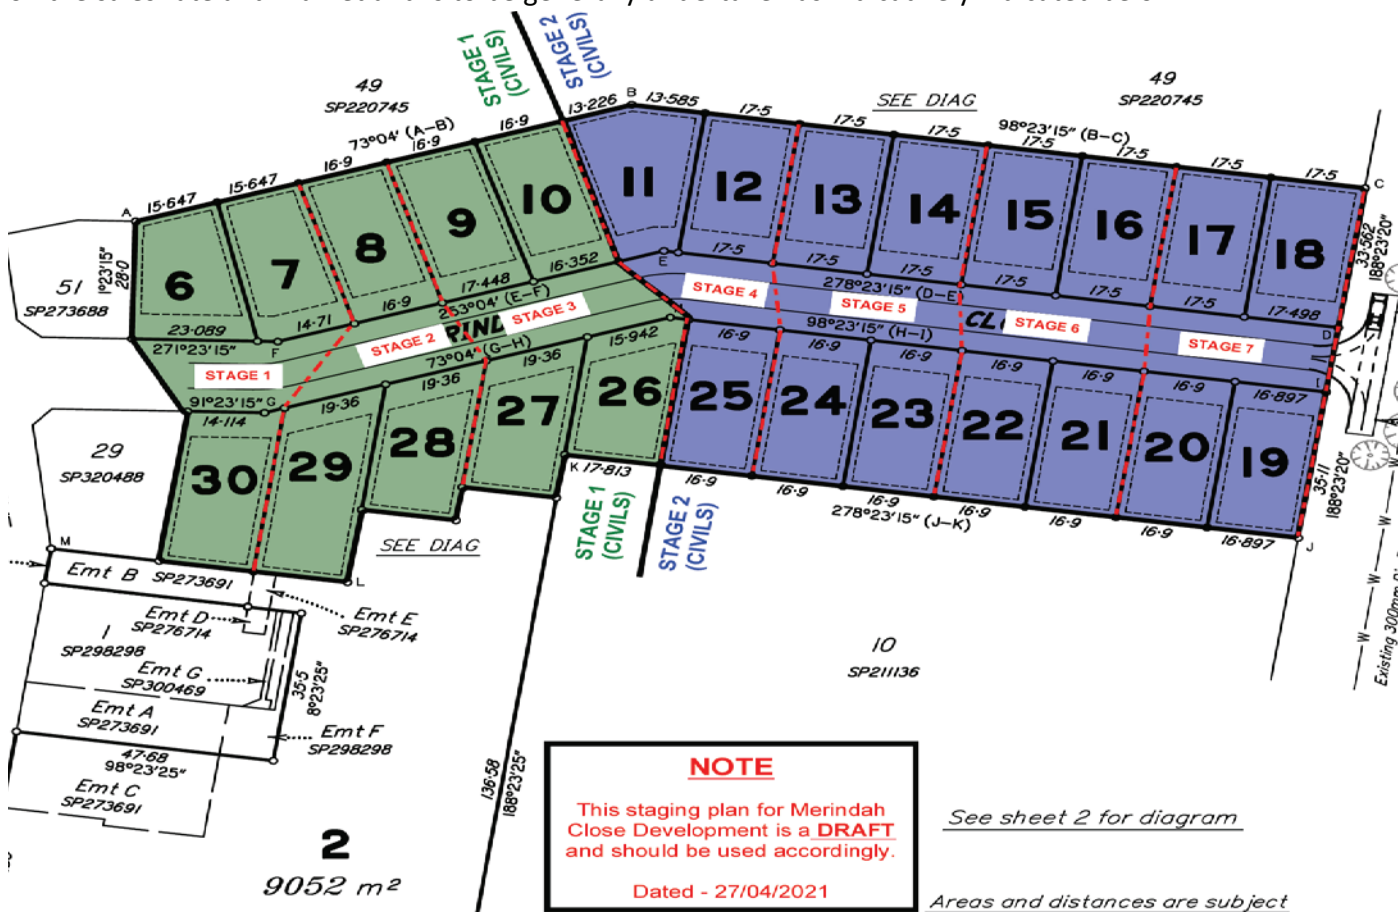 49
SP220745
STAGE 1
(CIVILS)
STAGE 2
(CIVILS)
SEE DIAG
49
SP220745
A
15·647
15·647
16·9
73°04' (A–B)
16·9
16·9
13·226
B
13·585
17·5
17·5
17·5
98°23'15" (B–C)
17·5
17·5
17·5
17·5
C
51
SP273688
1°23'15"
28·0
6
7
8
9
10
11
12
13
14
15
16
17
18
33·562
188°23'20"
23·089
271°23'15"
F
14·71
16·9
17·448
253°04' (E–F)
16·352
E
17·5
17·5
278°23'15" (D–E)
17·5
17·5
17·5
17·5
17·498
D
STAGE 1
STAGE 2
STAGE 3
STAGE 4
STAGE 5
STAGE 6
STAGE 7
RIND
CL
91°23'15"
G
14·114
19·36
73°04' (G–H)
19·36
19·36
15·942
16·9
98°23'15" (H–I)
16·9
16·9
16·9
16·9
16·897
30
29
28
27
26
25
24
23
22
21
20
19
35·11
188°23'20"
29
SP320488
K
17·813
16·9
16·9
16·9
278°23'15" (J–K)
16·9
16·9
16·897
J
STAGE 1
(CIVILS)
STAGE 2
(CIVILS)
SEE DIAG
L
M
Emt B SP273691
Emt D
SP276714
Emt E
SP276714
1
SP298298
Emt G
SP300469
35·5
8°23'25"
Emt A
SP273691
Emt F
SP298298
47·68
98°23'25"
Emt C
SP273691
136·58
188°23'25"
10
SP211136
W
W
W
W
Existing 300mm
2
9052 m²
NOTE
This staging plan for Merindah
Close Development is a DRAFT
and should be used accordingly.
Dated - 27/04/2021
See sheet 2 for diagram
Areas and distances are subject